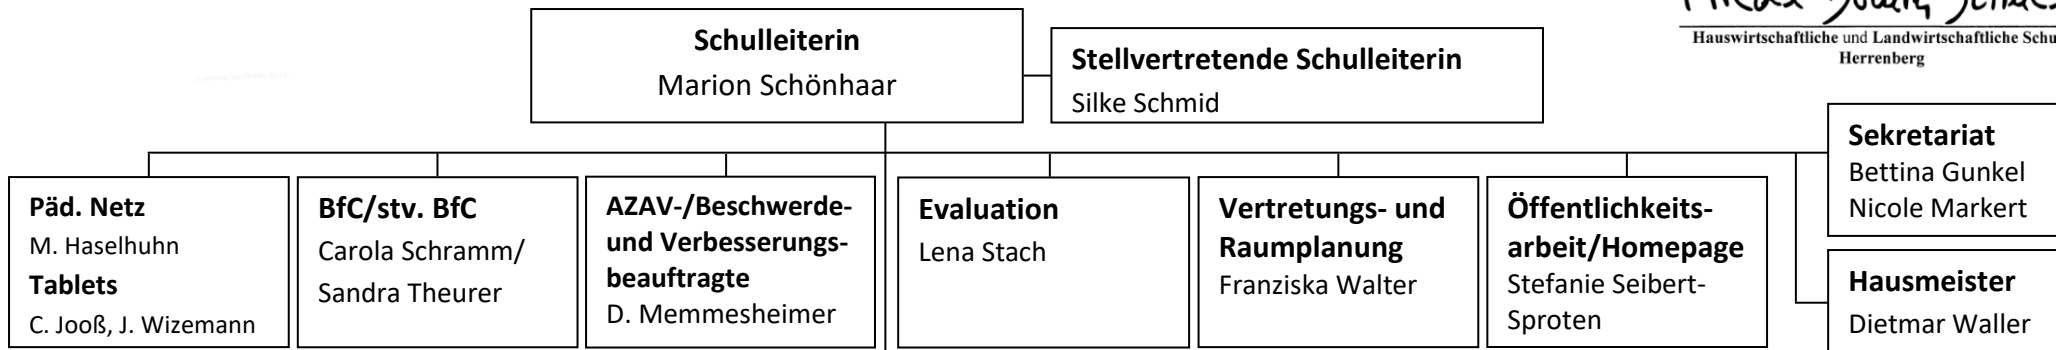 Schulleiterin
Marion Schönhaar
Stellvertretende Schulleiterin
Silke Schmid
Hauswirtschaftliche und Landwirtschaftliche
Herrenberg
Sekretariat
Bettina Gunkel
Nicole Markert
Päd. Netz
M. Haselhuhn
Tablets
C. Jooß, J. Wizemann
BfC/stv. BfC
Carola Schramm/
Sandra Theurer
AZAV-/Beschwerde-
und Verbesserungs-
beauftragte
D. Memmesheimer
Evaluation
Lena Stach
Vertretungs- und
Raumplanung
Franziska Walter
Öffentlichkeits-
arbeit/Homepage
Stefanie Seibert-
Sproten
Hausmeister
Dietmar Waller